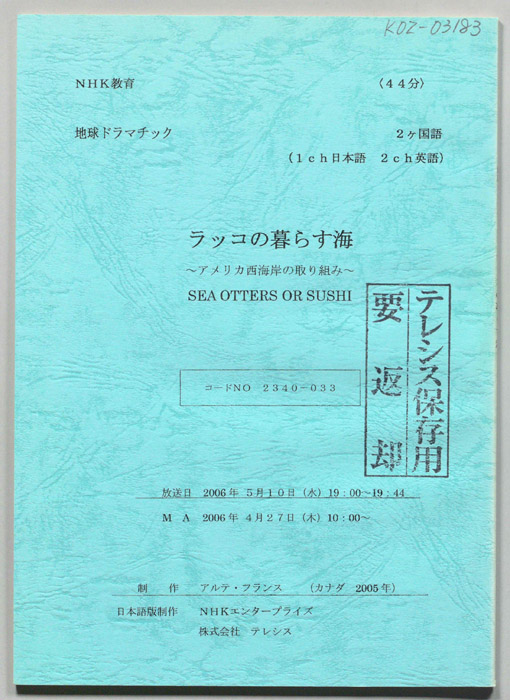 KOZ-03183
NHK教育 〈44分〉
地球ドラマチック 2ヶ国語
（1ch日本語 2ch英語）
ラッコの暮らす海
～アメリカ西海岸の取り組み～
SEA OTTERS OR SUSHI
テレシス保存用
要返却
コードNO 2340-033
放送日 2006年 5月10日（水）19：00～19：44
MA 2006年 4月27日（木）10：00～
制作 アルテ・フランス （カナダ 2005年）
日本語版制作 NHKエンタープライズ
株式会社 テレシス